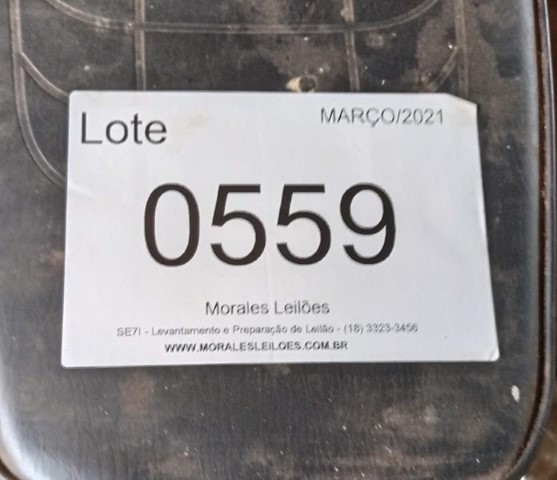 Lote
MARÇO/2021
0559
Morales Leilões
SE7I - Levantamento e Preparação de Leilão - (18) 3323-3456
WWW.MORALESLEILOES.COM.BR